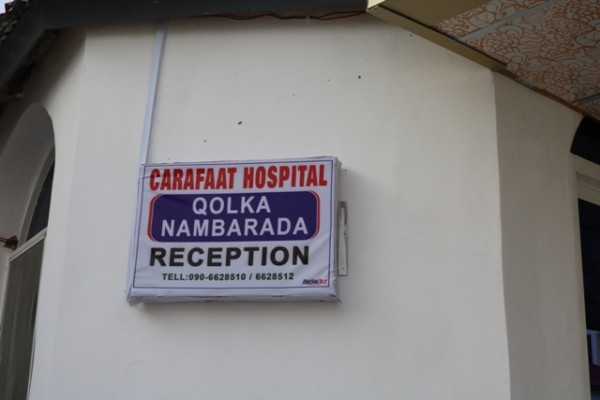 CARAFAAT HOSPITAL
QOLKA
NAMBARADA
RECEPTION
TELL:090-6628510 / 6628512